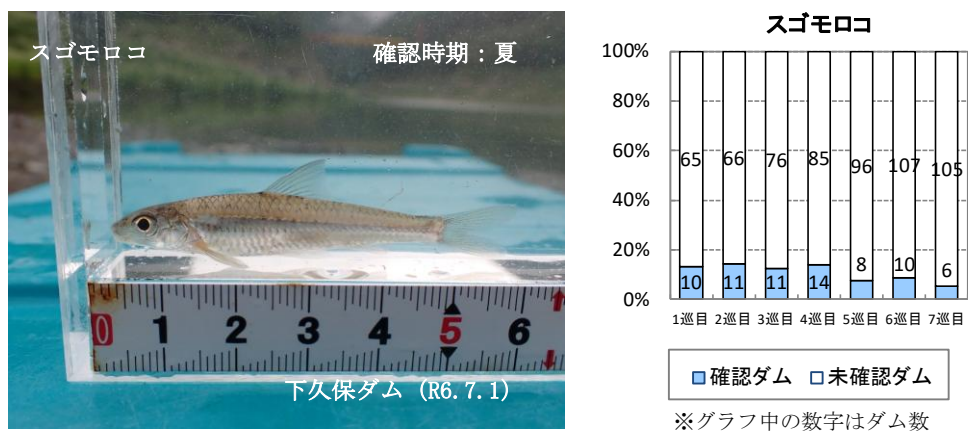 スゴモロコ
確認時期：夏
0 1 2 3 4 5 6
下久保ダム (R6.7.1)
スゴモロコ
100%
80%
60%
40%
20%
0%
65 66 76 85 96 107 105
10 11 11 14 8 10 6
1巡目 2巡目 3巡目 4巡目 5巡目 6巡目 7巡目
確認ダム 未確認ダム
※グラフ中の数字はダム数